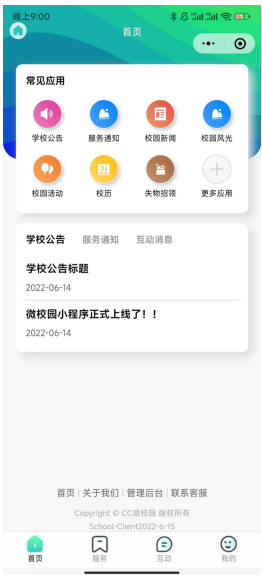 晚上9:00
首页
常见应用
学校公告 服务通知 校园新闻 校园风光
校园活动 校历 失物招领 更多应用
学校公告 服务通知 互动消息
学校公告标题
2022-06-14
微校园小程序正式上线了！！
2022-06-14
首页 | 关于我们 | 管理后台 | 联系客服
Copyright © CC微校园 版权所有
School-Client2022-6-15
首页 服务 互动 我的